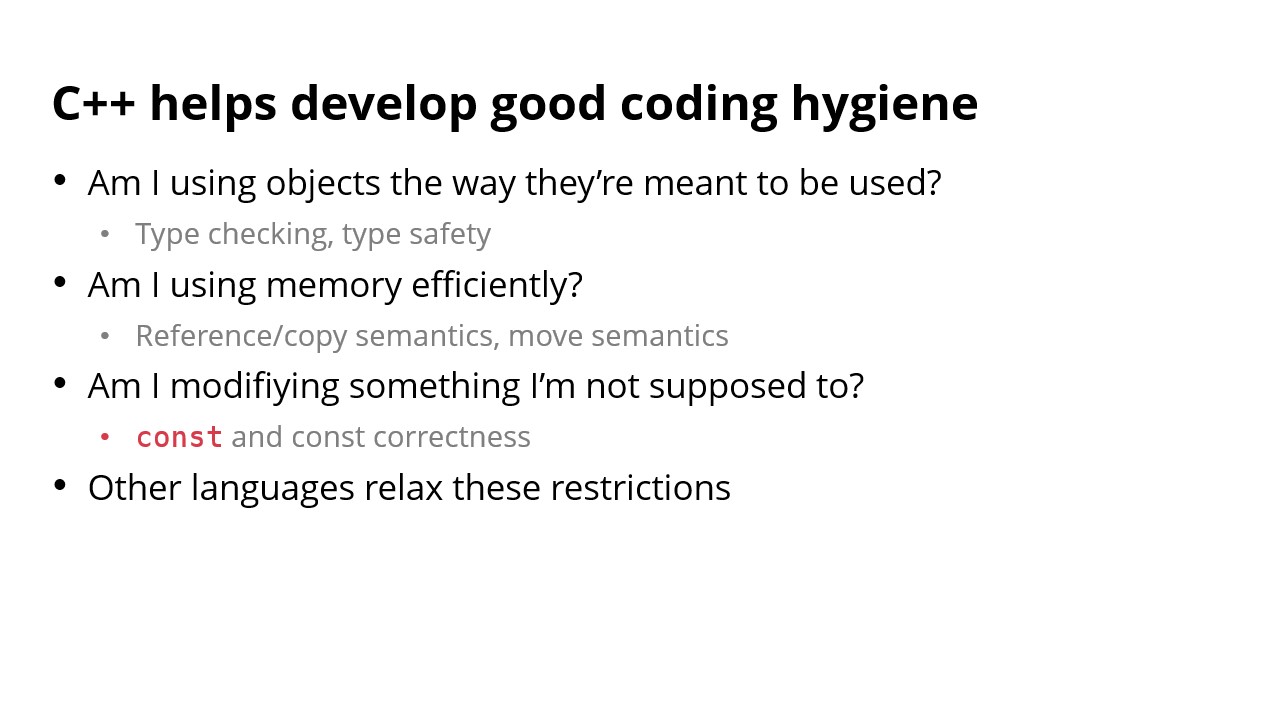 C++ helps develop good coding hygiene
• Am I using objects the way they’re meant to be used?
• Type checking, type safety
• Am I using memory efficiently?
• Reference/copy semantics, move semantics
• Am I modifiying something I’m not supposed to?
• const and const correctness
• Other languages relax these restrictions